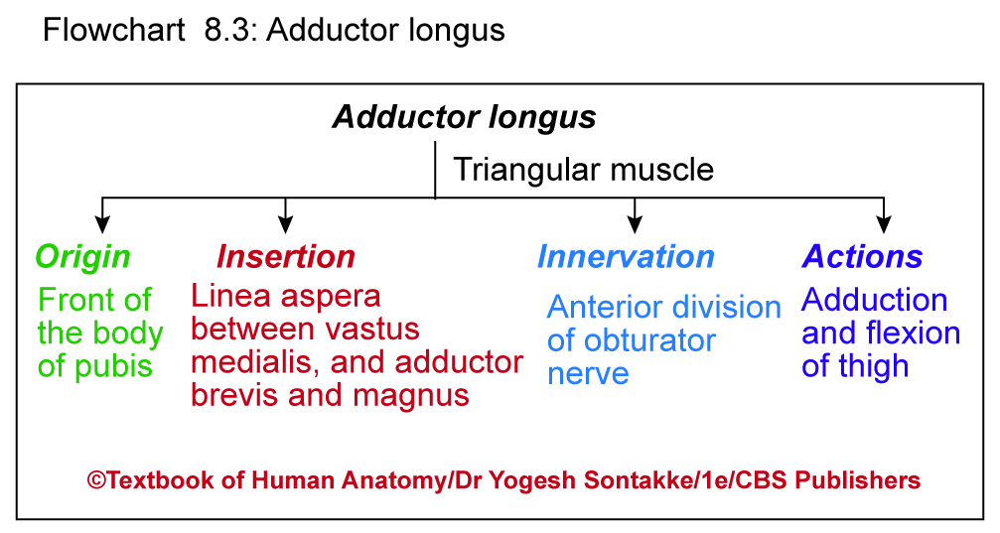 Flowchart 8.3: Adductor longus
Adductor longus
Triangular muscle
Origin
Front of
the body
of pubis
Insertion
Linea aspera
between vastus
medialis, and adductor
brevis and magnus
Innervation
Anterior division
of obturator
nerve
Actions
Adduction
and flexion
of thigh
©Textbook of Human Anatomy/Dr Yogesh Sontakke/1e/CBS Publishers